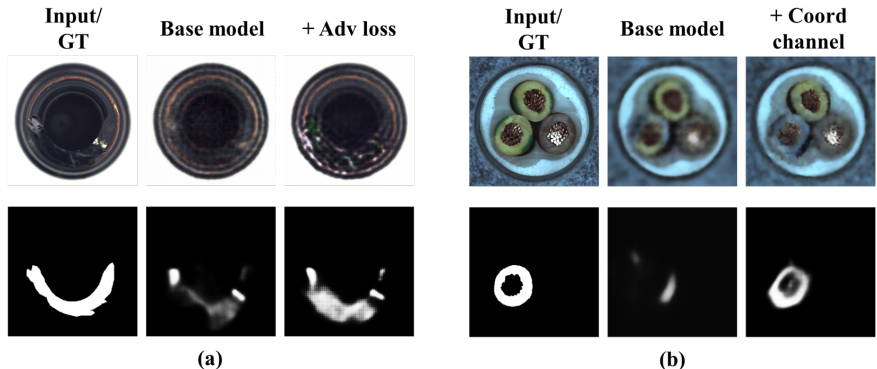 Input/
GT
Base model
+ Adv loss
Input/
GT
Base model
+ Coord
channel
(a)
(b)